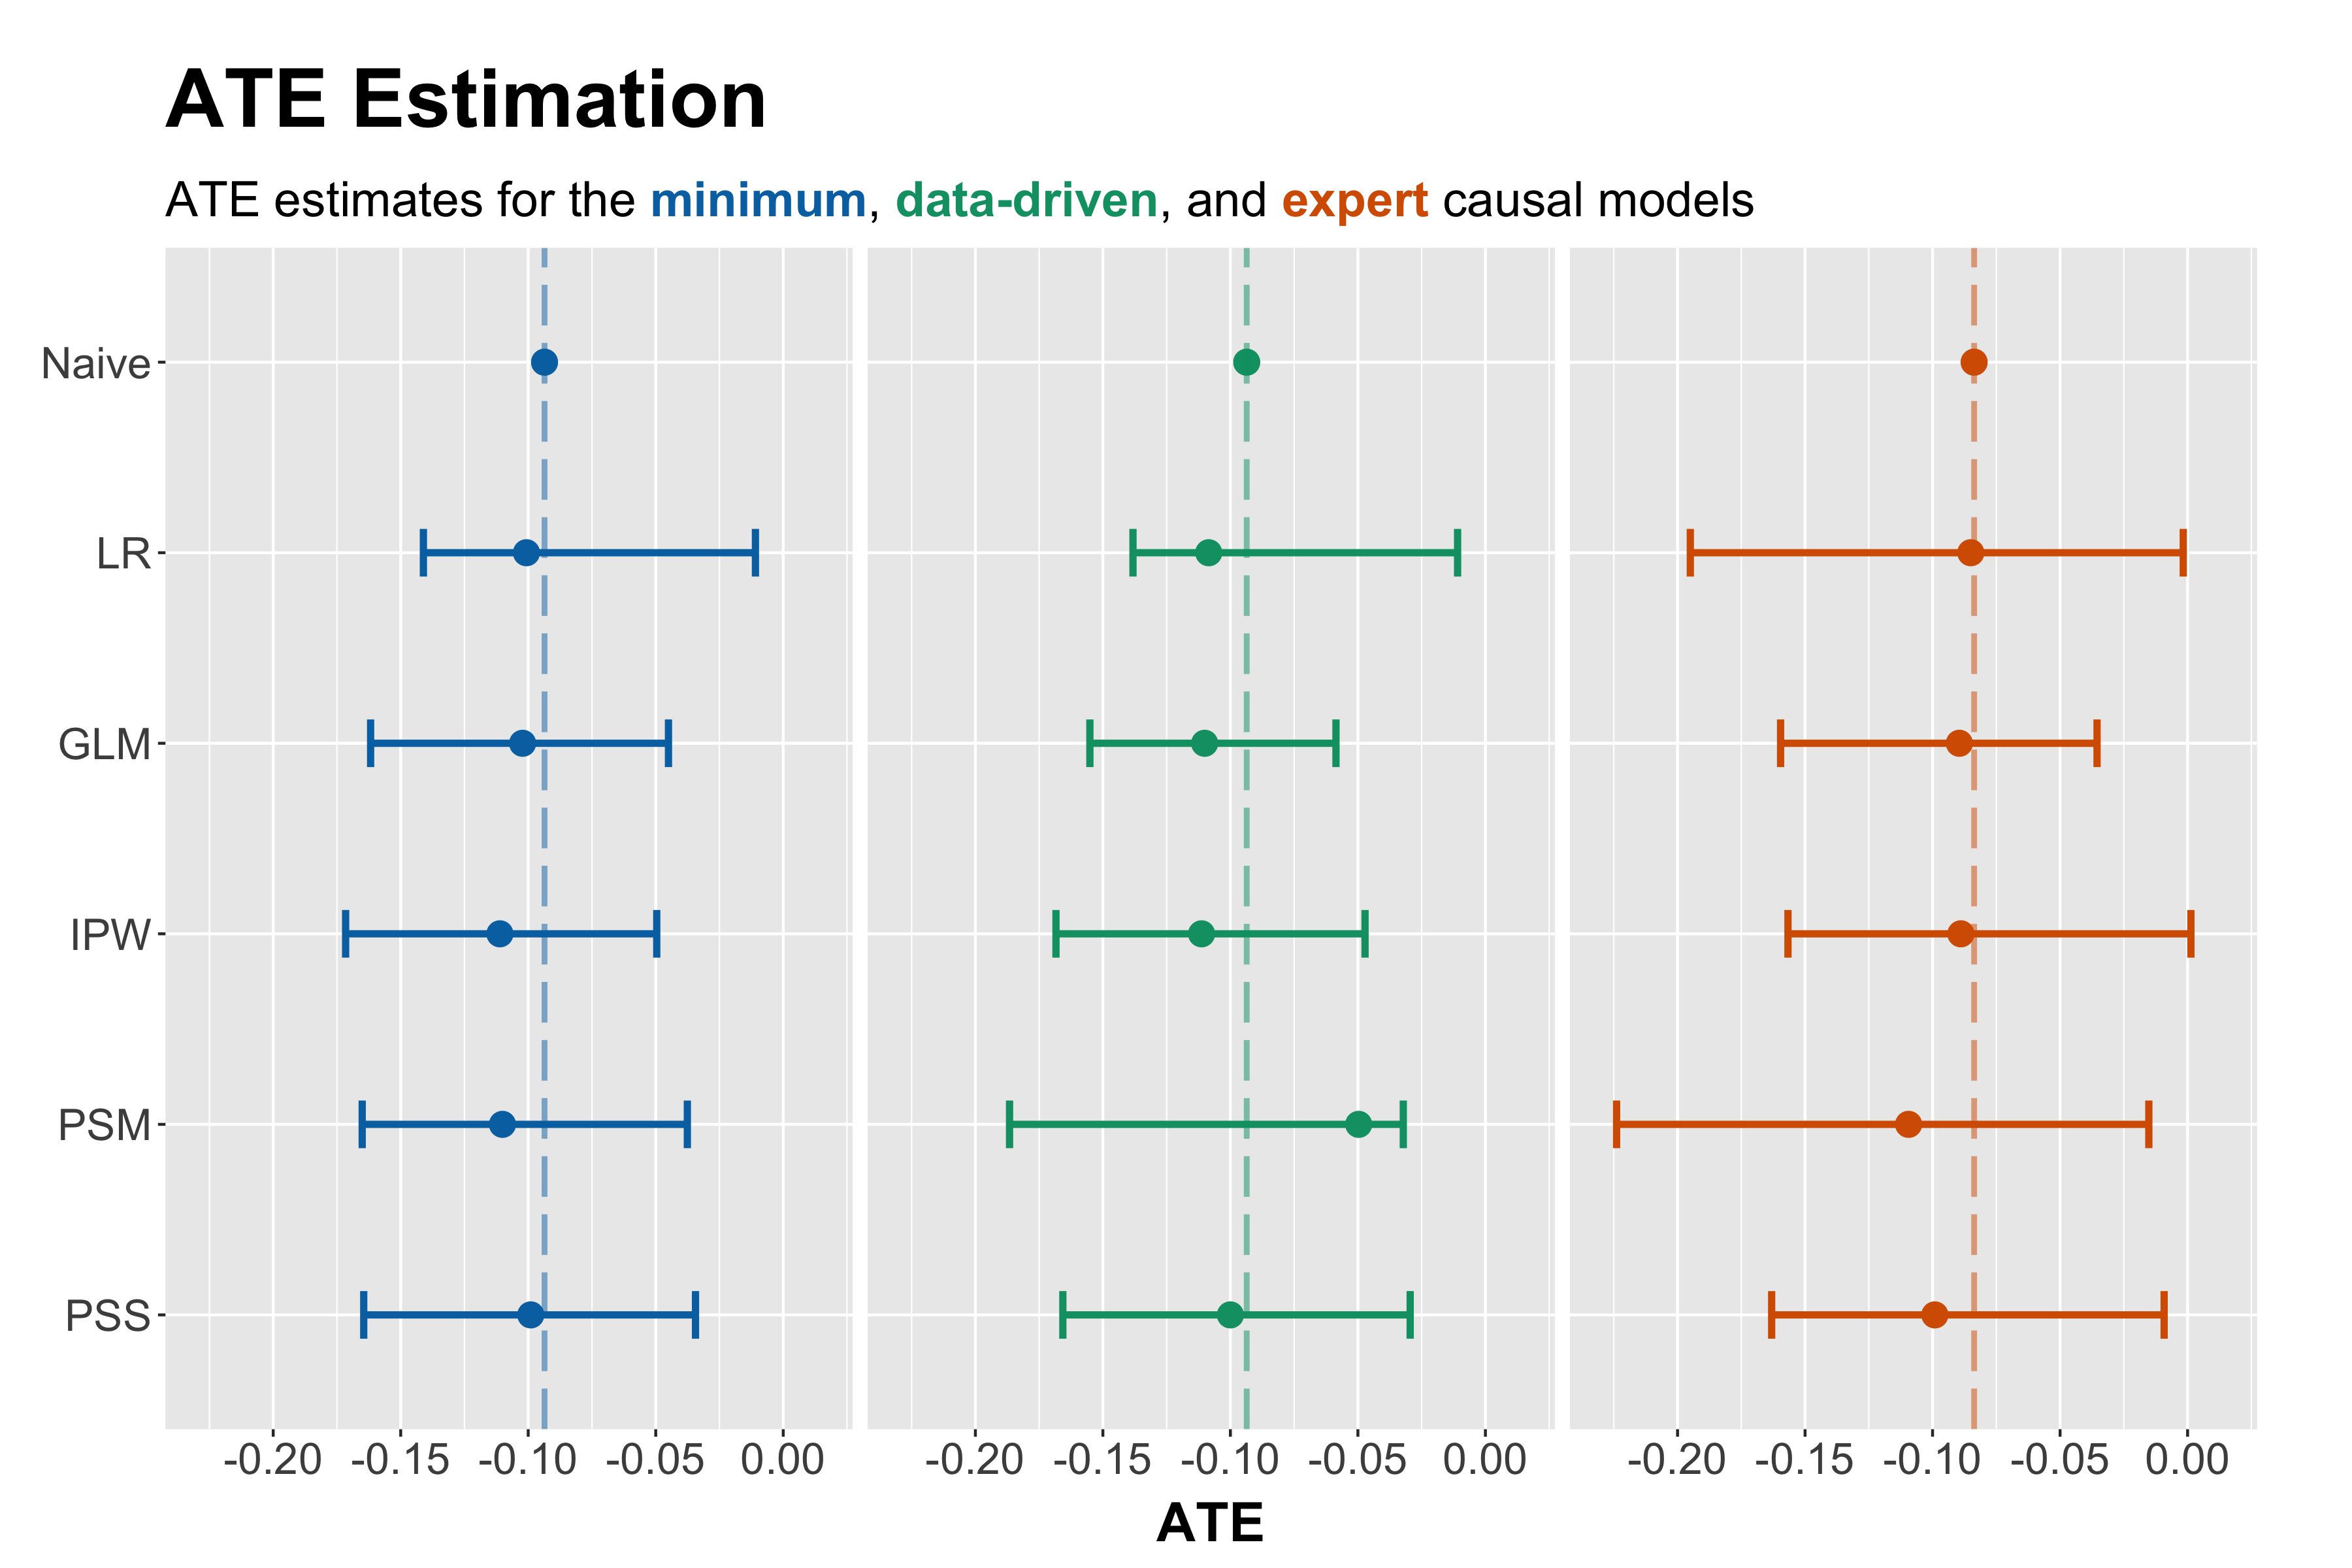 ATE Estimation
ATE estimates for the minimum, data-driven, and expert causal models
Naive
LR
GLM
IPW
PSM
PSS
-0.20 -0.15 -0.10 -0.05 0.00 -0.20 -0.15 -0.10 -0.05 0.00 -0.20 -0.15 -0.10 -0.05 0.00
ATE